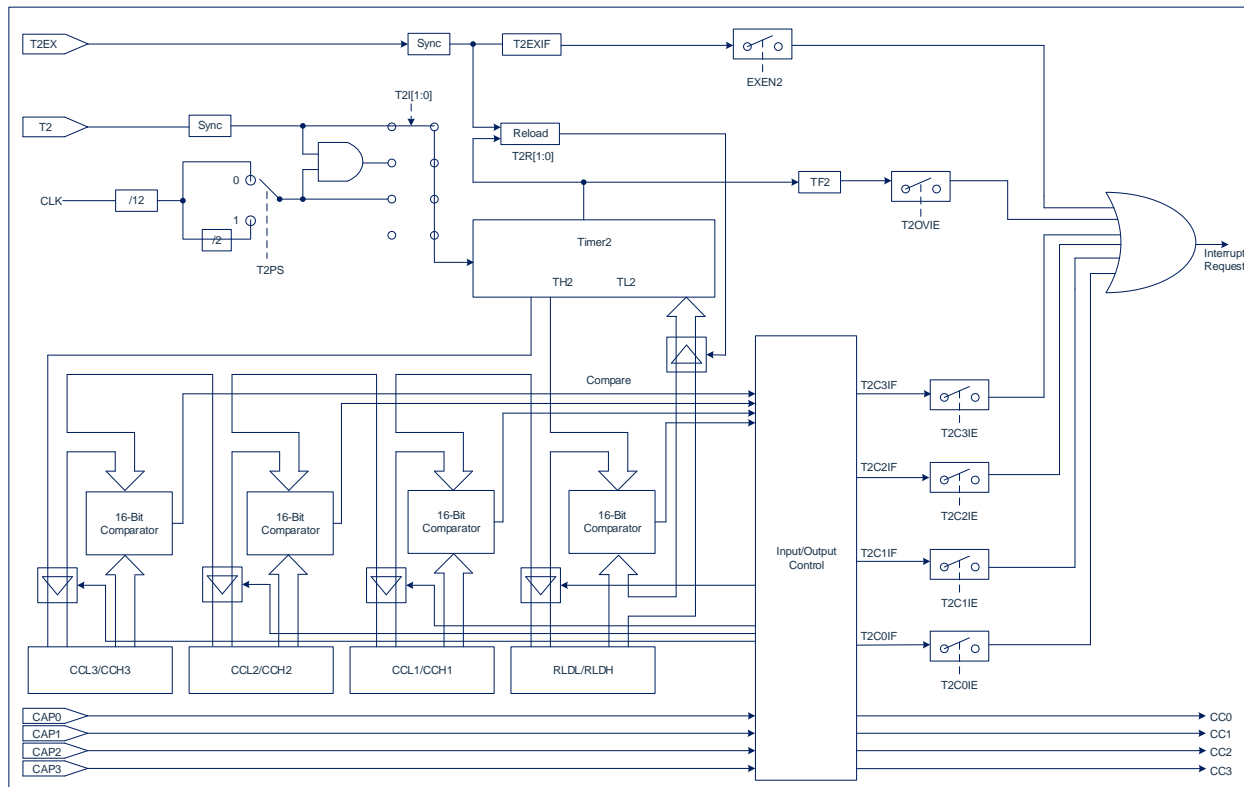 T2EX
Sync
T2EXIF
EXEN2
T2I[1:0]
T2
Sync
Reload
T2R[1:0]
CLK
/12
0
1
/2
T2PS
TF2
T2OVIE
Timer2
TH2 TL2
Interrupt
Request
Compare
16-Bit
Comparator
16-Bit
Comparator
16-Bit
Comparator
16-Bit
Comparator
Input/Output
Control
T2C3IF
T2C3IE
T2C2IF
T2C2IE
T2C1IF
T2C1IE
T2C0IF
T2C0IE
CCL3/CCH3
CCL2/CCH2
CCL1/CCH1
RLDL/RLDH
CAP0
CAP1
CAP2
CAP3
CC0
CC1
CC2
CC3